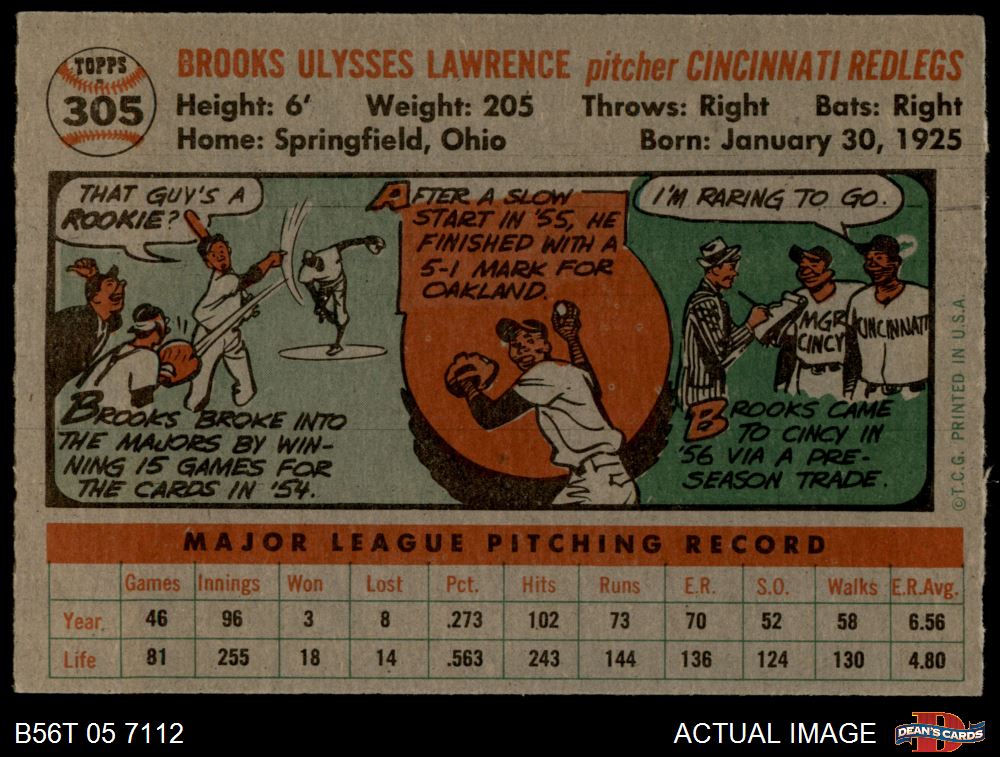 TOPPS
305
BROOKS ULYSSES LAWRENCE pitcher CINCINNATI REDLEGS
Height: 6' Weight: 205 Throws: Right Bats: Right
Home: Springfield, Ohio Born: January 30, 1925
THAT GUY'S A
ROOKIE?
!!
BROOKS BROKE INTO
THE MAJORS BY WIN-
NING 15 GAMES FOR
THE CARDS IN '54.
AFTER A SLOW
START IN '55, HE
FINISHED WITH A
5-1 MARK FOR
OAKLAND.
I'M RARING TO GO.
MGR
CINCY
CINCINNATI
BROOKS CAME
TO CINCY IN
'56 VIA A PRE-
SEASON TRADE.
©T.C.G. PRINTED IN U.S.A.
MAJOR LEAGUE PITCHING RECORD
Games Innings Won Lost Pct. Hits Runs E.R. S.O. Walks E.R.Avg.
Year 46 96 3 8 .273 102 73 70 52 58 6.56
Life 81 255 18 14 .563 243 144 136 124 130 4.80
B56T 05 7112 ACTUAL IMAGE
DEAN'S CARDS